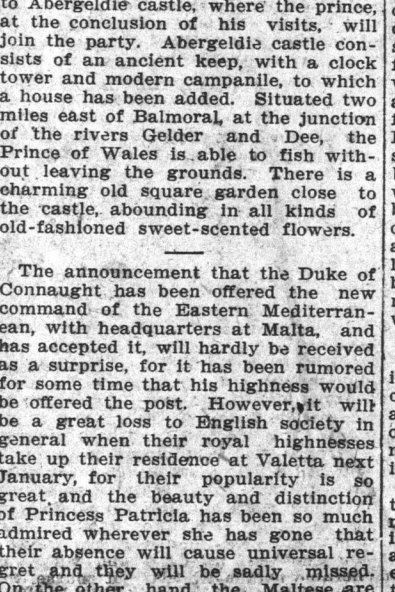 to Abergeldie castle, where the prince,
at the conclusion of his visits, will
join the party. Abergeldie castle con-
sists of an ancient keep, with a clock
tower and modern campanile, to which
a house has been added. Situated two
miles east of Balmoral, at the junction
of the rivers Gelder and Dee, the
Prince of Wales is able to fish with-
out leaving the grounds. There is a
charming old square garden close to
the castle, abounding in all kinds of
old-fashioned sweet-scented flowers.
The announcement that the Duke of
Connaught has been offered the new
command of the Eastern Mediterran-
ean, with headquarters at Malta, and
has accepted it, will hardly be received
as a surprise, for it has been rumored
for some time that his highness would
be offered the post. However, it will
be a great loss to English society in
general when their royal highnesses
take up their residence at Valetta next
January, for their popularity is so
great and the beauty and distinction
of Princess Patricia has been so much
admired wherever she has gone that
their absence will cause universal re-
gret and they will be sadly missed.
On the other hand the Maltese are